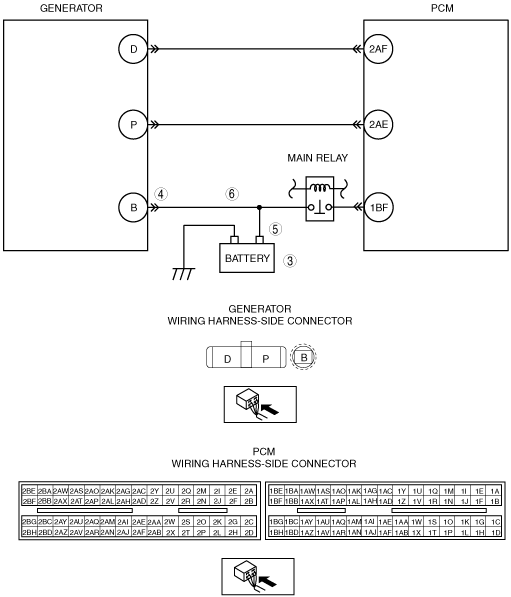 GENERATOR PCM
D 2AF
P 2AE
MAIN RELAY
B 4 6 1BF
5
BATTERY 3
GENERATOR
WIRING HARNESS-SIDE CONNECTOR
D P B
PCM
WIRING HARNESS-SIDE CONNECTOR
2BE 2BA 2AW 2AS 2AO 2AK 2AG 2AC 2Y 2U 2Q 2M 2I 2E 2A 1BE 1BA 1AW 1AS 1AO 1AK 1AG 1AC 1Y 1U 1Q 1M 1I 1E 1A
2BF 2BB 2AX 2AT 2AP 2AL 2AH 2AD 2Z 2V 2R 2N 2J 2F 2B 1BF 1BB 1AX 1AT 1AP 1AL 1AH 1AD 1Z 1V 1R 1N 1J 1F 1B
2BG 2BC 2AY 2AU 2AQ 2AM 2AI 2AE 2AA 2W 2S 2O 2K 2G 2C 1BG 1BC 1AY 1AU 1AQ 1AM 1AI 1AE 1AA 1W 1S 1O 1K 1G 1C
2BH 2BD 2AZ 2AV 2AR 2AN 2AJ 2AF 2AB 2X 2T 2P 2L 2H 2D 1BH 1BD 1AZ 1AV 1AR 1AN 1AJ 1AF 1AB 1X 1T 1P 1L 1H 1D